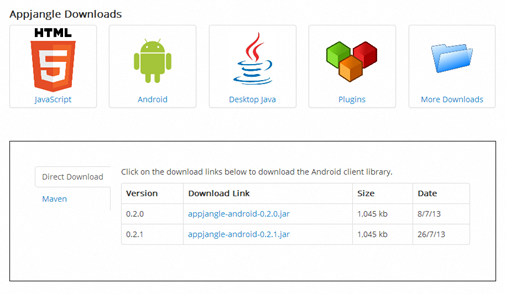 Appjangle Downloads
HTML
5
Java
JavaScript
Android
Desktop Java
Plugins
More Downloads
Direct Download
Maven
Click on the download links below to download the Android client library.
Version Download Link Size Date
0.2.0 appjangle-android-0.2.0.jar 1.045 kb 8/7/13
0.2.1 appjangle-android-0.2.1.jar 1.045 kb 26/7/13